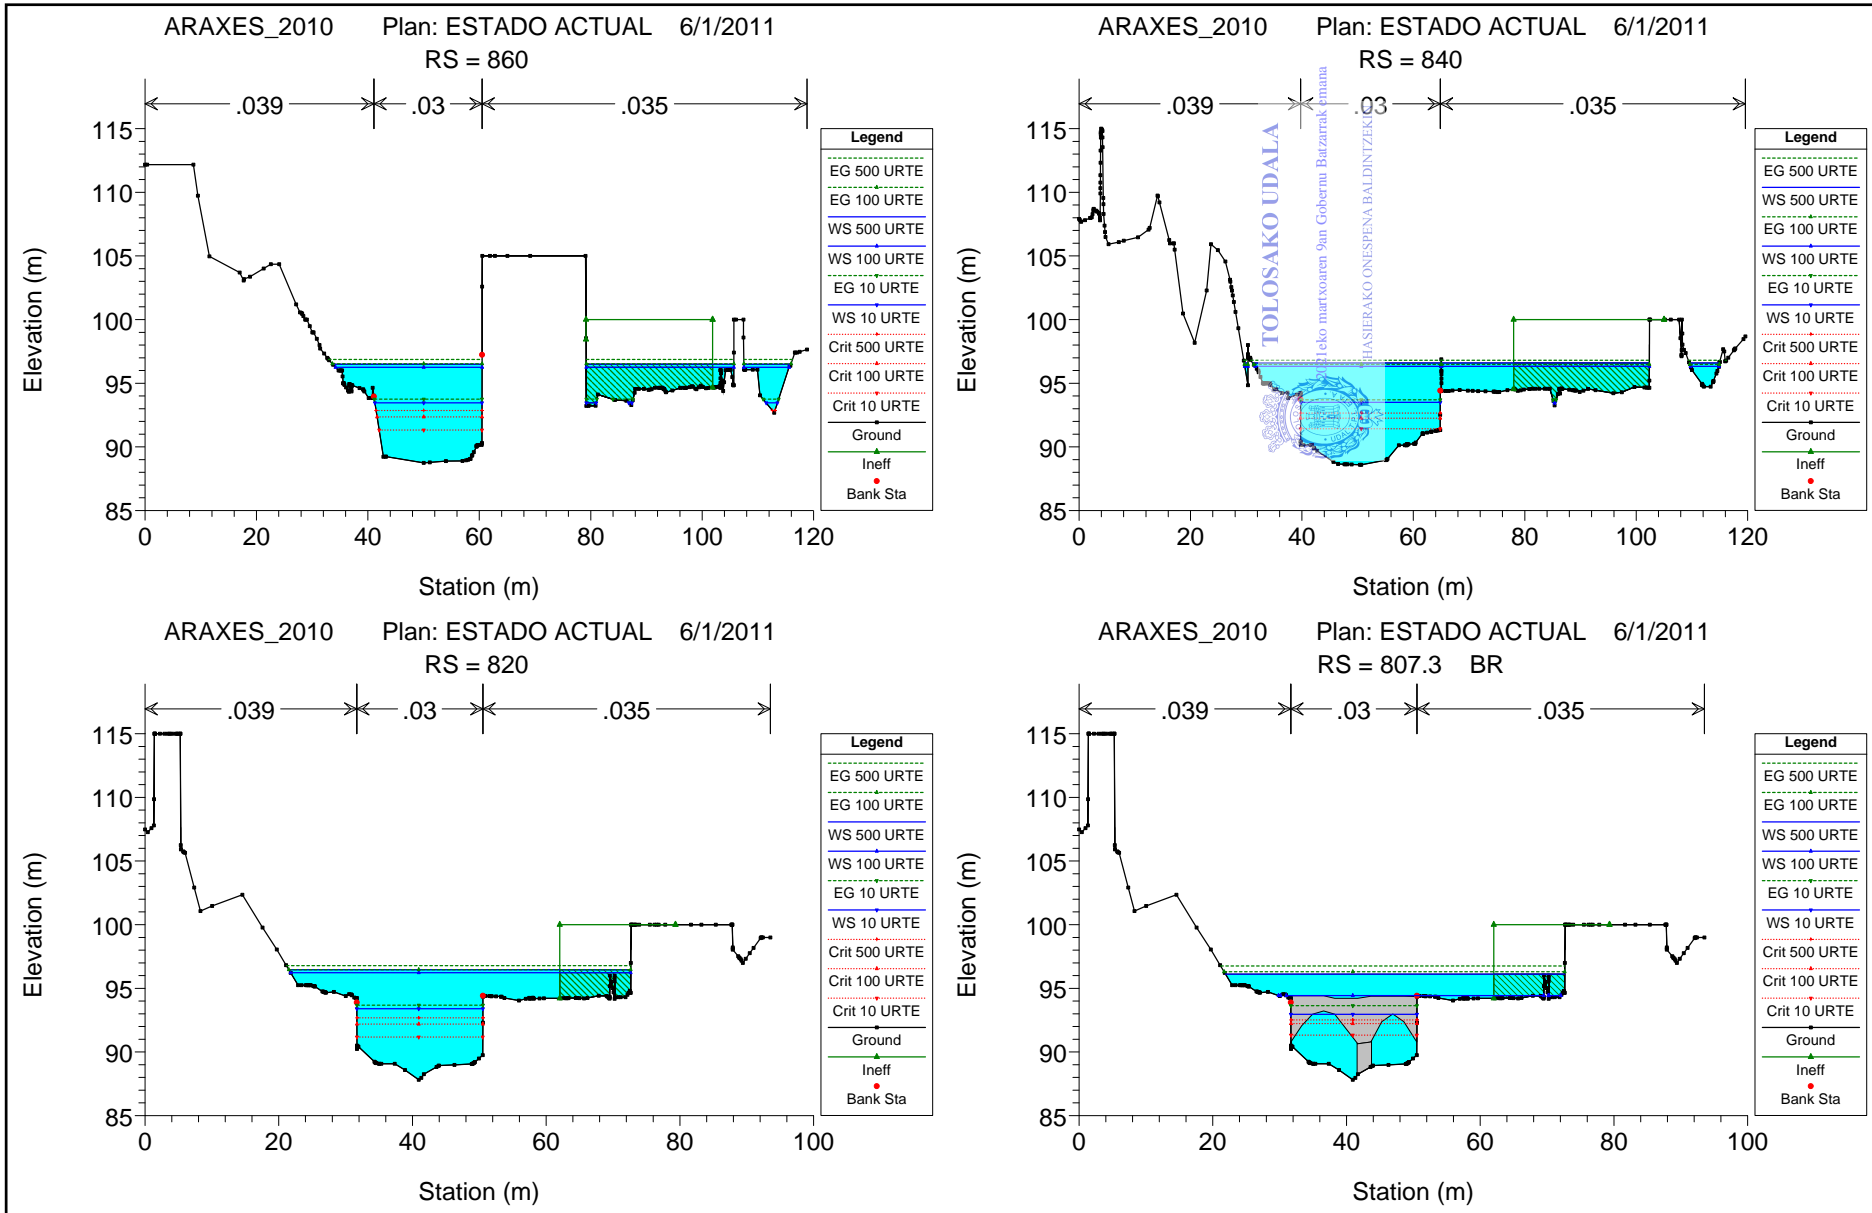 ARAXES_2010 Plan: ESTADO ACTUAL 6/1/2011
RS = 860
.039 .03 .035
Elevation (m)
115
110
105
100
95
90
85
0 20 40 60 80 100 120
Station (m)
Legend
EG 500 URTE
EG 100 URTE
WS 500 URTE
WS 100 URTE
EG 10 URTE
WS 10 URTE
Crit 500 URTE
Crit 100 URTE
Crit 10 URTE
Ground
Ineff
Bank Sta
ARAXES_2010 Plan: ESTADO ACTUAL 6/1/2011
RS = 840
.039 .03 .035
Elevation (m)
115
110
105
100
95
90
85
0 20 40 60 80 100 120
Station (m)
TOLOSAKO UDALA
2021eko martxoaren 9an Gobernu Batzarrak emana
HASIERAKO ONESPENA BALDINTZEKIN
Legend
EG 500 URTE
WS 500 URTE
EG 100 URTE
WS 100 URTE
EG 10 URTE
WS 10 URTE
Crit 500 URTE
Crit 100 URTE
Crit 10 URTE
Ground
Ineff
Bank Sta
ARAXES_2010 Plan: ESTADO ACTUAL 6/1/2011
RS = 820
.039 .03 .035
Elevation (m)
115
110
105
100
95
90
85
0 20 40 60 80 100
Station (m)
Legend
EG 500 URTE
EG 100 URTE
WS 500 URTE
WS 100 URTE
EG 10 URTE
WS 10 URTE
Crit 500 URTE
Crit 100 URTE
Crit 10 URTE
Ground
Ineff
Bank Sta
ARAXES_2010 Plan: ESTADO ACTUAL 6/1/2011
RS = 807.3 BR
.039 .03 .035
Elevation (m)
115
110
105
100
95
90
85
0 20 40 60 80 100
Station (m)
Legend
EG 500 URTE
EG 100 URTE
WS 500 URTE
WS 100 URTE
EG 10 URTE
WS 10 URTE
Crit 500 URTE
Crit 100 URTE
Crit 10 URTE
Ground
Ineff
Bank Sta